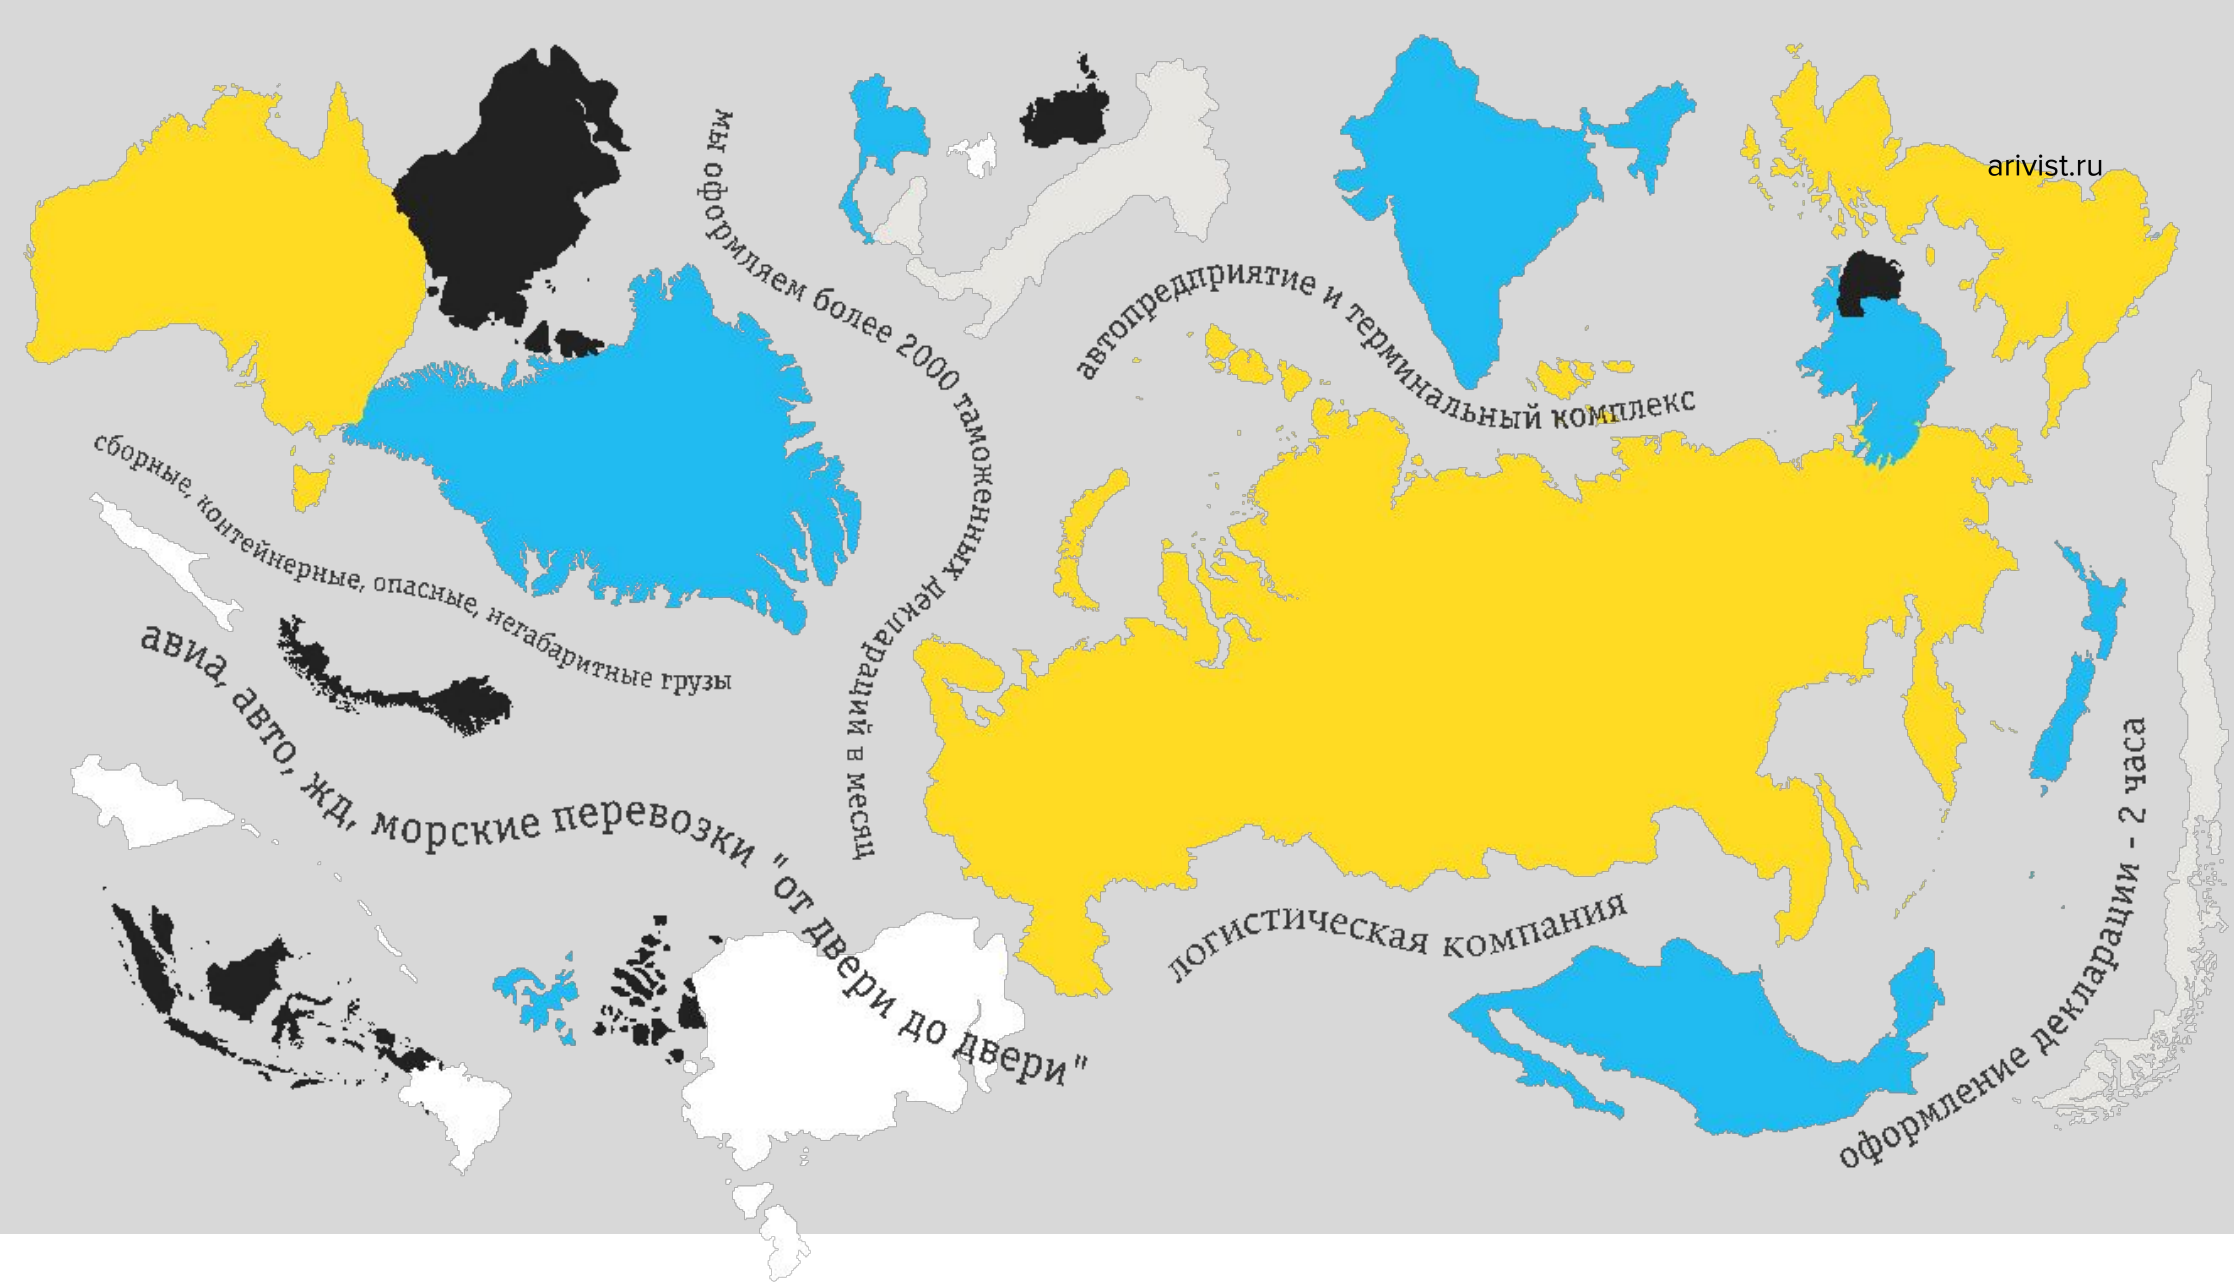 мы оформляем более 2000 таможенных деклараций в месяц
arivist.ru
автопредприятие и терминальный комплекс
сборные, контейнерные, опасные, негабаритные грузы
авиа, авто, жд, морские перевозки "от двери до двери"
логистическая компания
оформление декларации - 2 часа